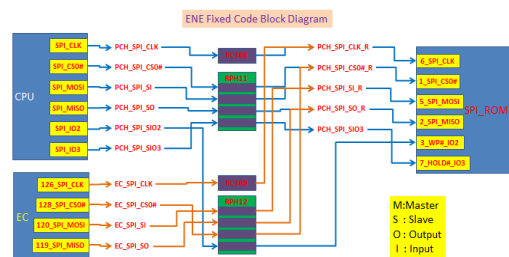 ENE Fixed Code Block Diagram
CPU
SPI_CLK
SPI_CS0#
SPI_MOSI
SPI_MISO
SPI_IO2
SPI_IO3
PCH_SPI_CLK
PCH_SPI_CS0#
PCH_SPI_SI
PCH_SPI_SO
PCH_SPI_SIO2
PCH_SPI_SIO3
RPH11
PCH_SPI_CLK_R
PCH_SPI_CS0#_R
PCH_SPI_SI_R
PCH_SPI_SO_R
PCH_SPI_SIO3
6_SPI_CLK
1_SPI_CS0#
5_SPI_MOSI
2_SPI_MISO
3_WP#_IO2
7_HOLD#_IO3
SPI_ROM
EC
126_SPI_CLK
128_SPI_CS0#
120_SPI_MOSI
119_SPI_MISO
EC_SPI_CLK
EC_SPI_CS0#
EC_SPI_SI
EC_SPI_SO
RPH12
M:Master
S : Slave
O : Output
I : Input